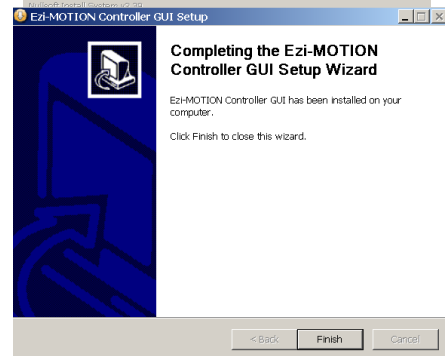 Nullsoft Install System v2.39
Ezi-MOTION Controller GUI Setup
Completing the Ezi-MOTION
Controller GUI Setup Wizard
Ezi-MOTION Controller GUI has been installed on your
computer.
Click Finish to close this wizard.
< Back
Finish
Cancel